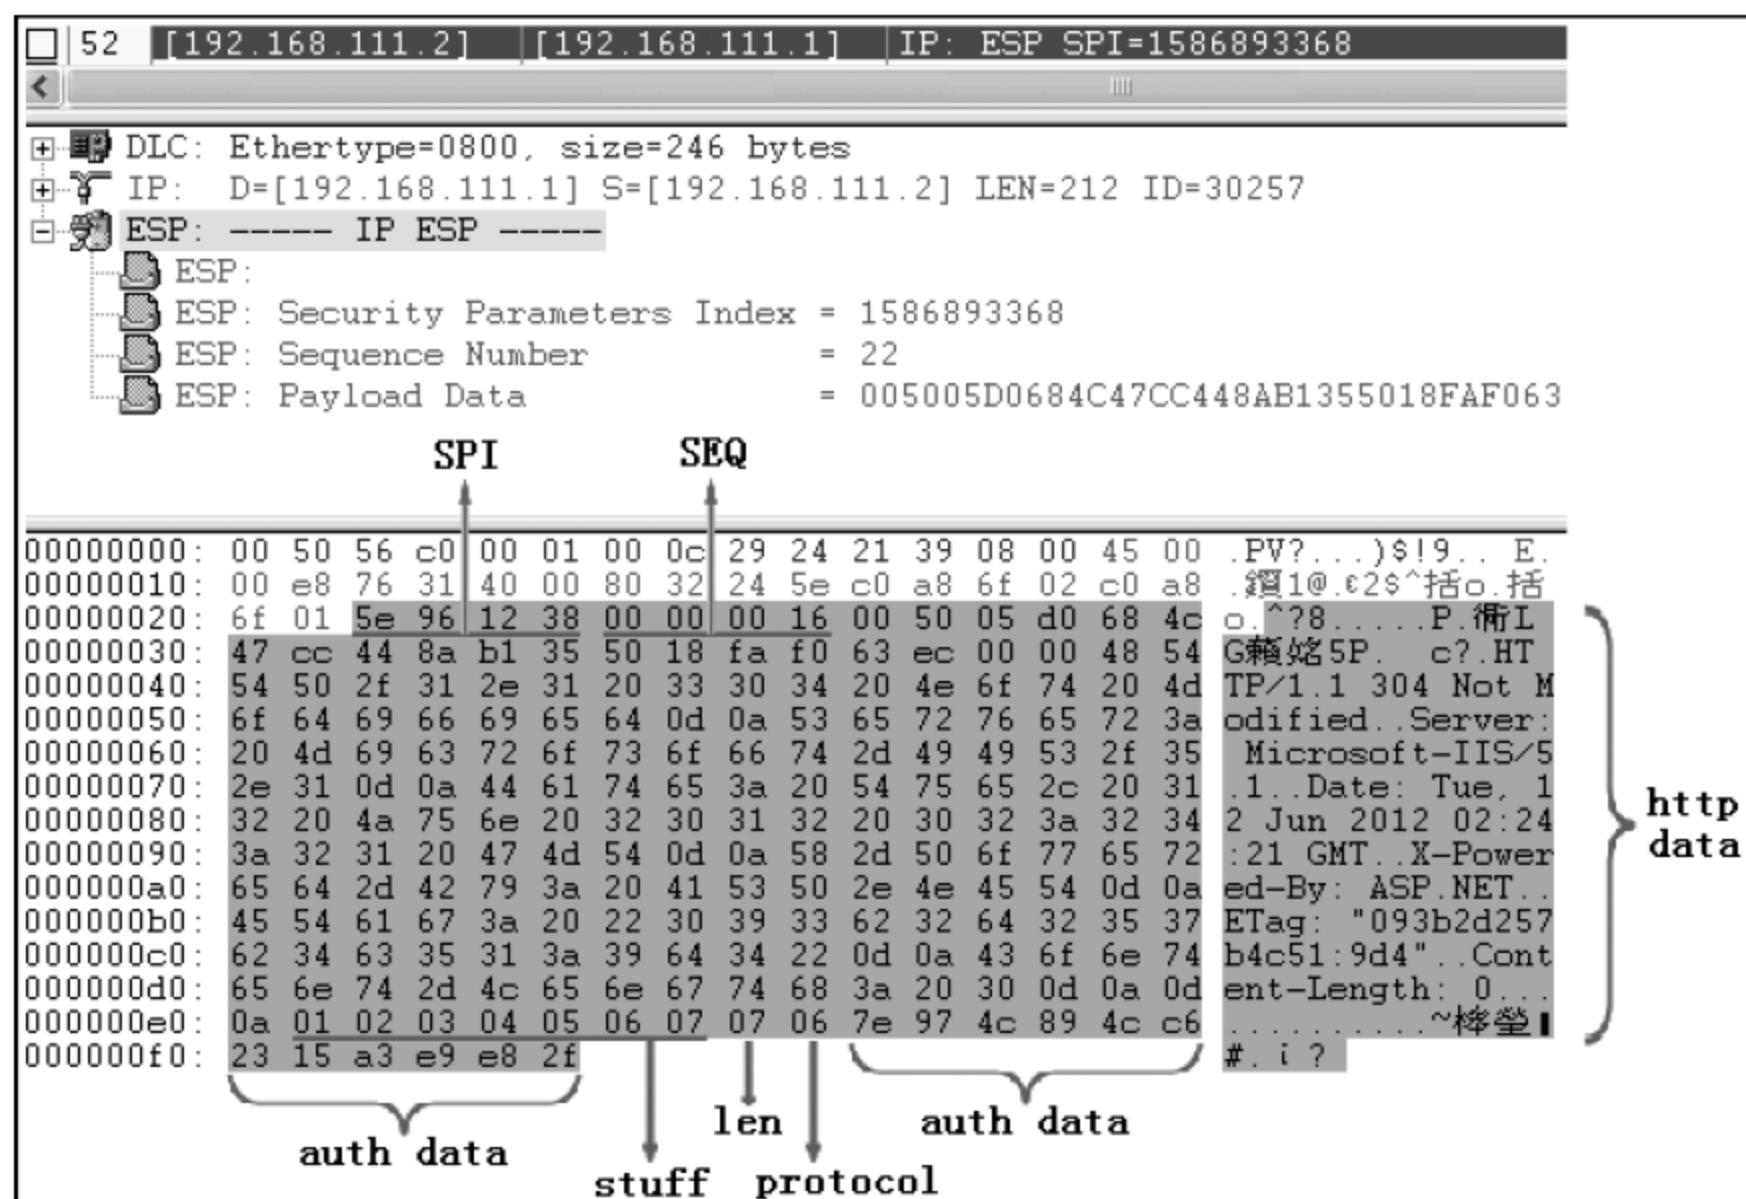 52 [192.168.111.2] [192.168.111.1] IP: ESP SPI=1586893368
DLC: Ethertype=0800, size=246 bytes
IP: D=[192.168.111.1] S=[192.168.111.2] LEN=212 ID=30257
ESP: ----- IP ESP -----
ESP:
ESP: Security Parameters Index = 1586893368
ESP: Sequence Number = 22
ESP: Payload Data = 005005D0684C47CC448AB1355018FAF063
SPI SEQ
00000000: 00 50 56 c0 00 01 00 0c 29 24 21 39 08 00 45 00 .PV?....)$!9.. E.
00000010: 00 e8 76 31 40 00 80 32 24 5e c0 a8 6f 02 c0 a8 .鑼1@.€2$^括o.括
00000020: 6f 01 5e 96 12 38 00 00 00 16 00 50 05 d0 68 4c o.^?8......P.衖L
00000030: 47 cc 44 8a b1 35 50 18 fa f0 63 ec 00 00 48 54 G 5P. c?.HT
00000040: 54 50 2f 31 2e 31 20 33 30 34 20 4e 6f 74 20 4d TP/1.1 304 Not M
00000050: 6f 64 69 66 69 65 64 0d 0a 53 65 72 76 65 72 3a odified..Server:
00000060: 20 4d 69 63 72 6f 73 6f 66 74 2d 49 49 53 2f 35 Microsoft-IIS/5
00000070: 2e 31 0d 0a 44 61 74 65 3a 20 54 75 65 2c 20 31 .1..Date: Tue, 1
00000080: 32 20 4a 75 6e 20 32 30 31 32 20 30 32 3a 32 34 2 Jun 2012 02:24
00000090: 3a 32 31 20 47 4d 54 0d 0a 58 2d 50 6f 77 65 72 :21 GMT..X-Power
000000a0: 65 64 2d 42 79 3a 20 41 53 50 2e 4e 45 54 0d 0a ed-By: ASP.NET..
000000b0: 45 54 61 67 3a 20 22 30 39 33 62 32 64 32 35 37 ETag: "093b2d257
000000c0: 62 34 63 35 31 3a 39 64 34 22 0d 0a 43 6f 6e 74 b4c51:9d4"..Cont
000000d0: 65 6e 74 2d 4c 65 6e 67 74 68 3a 20 30 0d 0a 0d ent-Length: 0...
000000e0: 0a 01 02 03 04 05 06 07 07 06 7e 97 4c 89 4c c6 ..........~
000000f0: 23 15 a3 e9 e8 2f #. i ?
http
data
auth data len auth data
stuff protocol